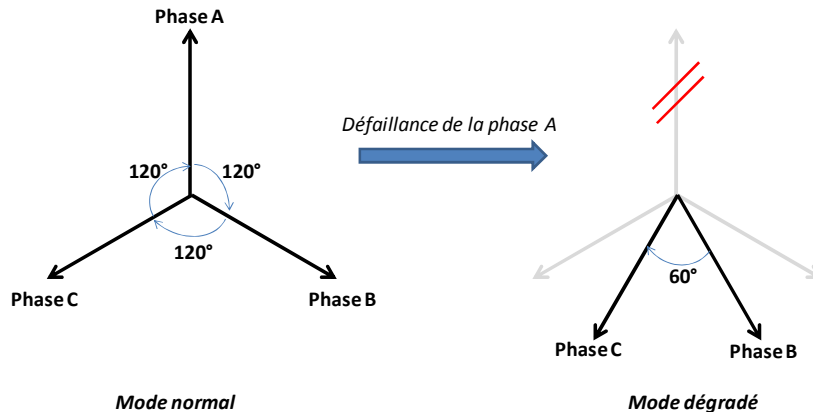 Phase A
Défaillance de la phase A
120°
120°
120°
Phase C
Phase B
60°
Phase C
Phase B
Mode normal
Mode dégradé